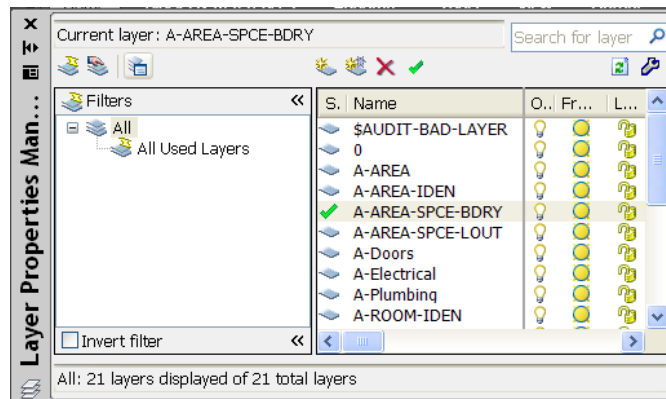 Current layer: A-AREA-SPCE-BDRY
Search for layer
Layer Properties Man...
Filters
All
All Used Layers
Invert filter
S. Name O.. Fr... L...
$AUDIT-BAD-LAYER
0
A-AREA
A-AREA-IDEN
A-AREA-SPCE-BDRY
A-AREA-SPCE-LOUT
A-Doors
A-Electrical
A-Plumbing
A-ROOM-IDEN
All: 21 layers displayed of 21 total layers